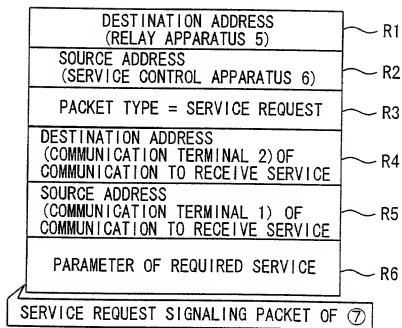 DESTINATION ADDRESS
(RELAY APPARATUS 5)
R1
SOURCE ADDRESS
(SERVICE CONTROL APPARATUS 6)
R2
PACKET TYPE = SERVICE REQUEST
R3
DESTINATION ADDRESS
(COMMUNICATION TERMINAL 2)OF
COMMUNICATION TO RECEIVE SERVICE
R4
SOURCE ADDRESS
(COMMUNICATION TERMINAL 1) OF
COMMUNICATION TO RECEIVE SERVICE
R5
PARAMETER OF REQUIRED SERVICE
R6
SERVICE REQUEST SIGNALING PACKET OF ⑦